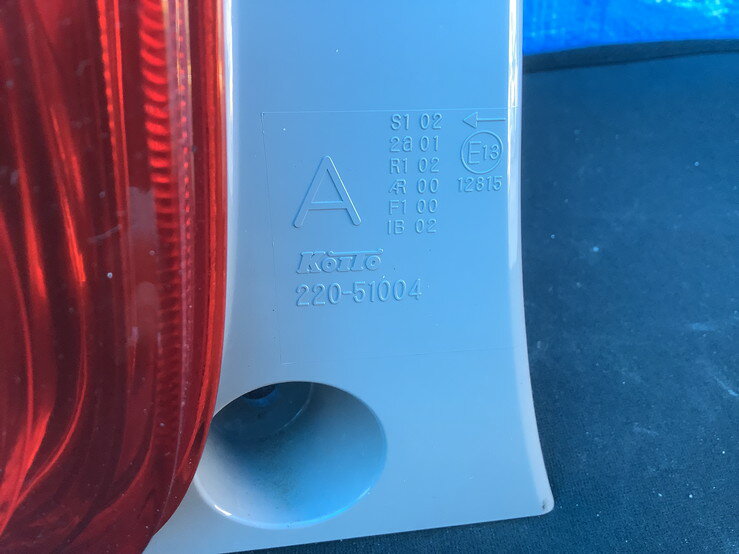 S1 02
2a 01
R1 02
AR 00
F1 00
IB 02
E13
12815
A
KOITO
220-51004